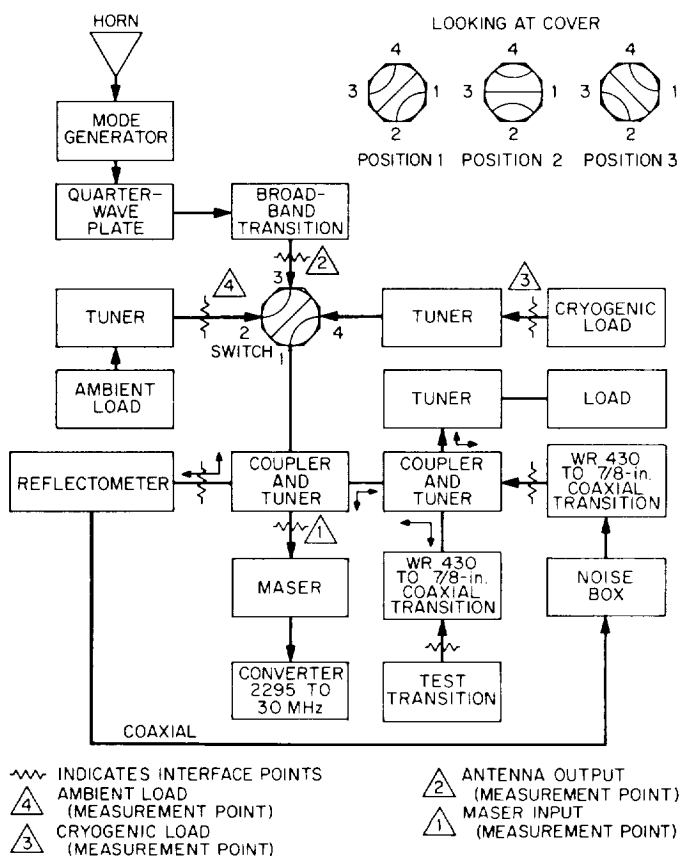 HORN
LOOKING AT COVER
4
3
1
2
POSITION 1
4
3
1
2
POSITION 2
4
3
1
2
POSITION 3
MODE
GENERATOR
QUARTER-
WAVE
PLATE
BROAD-
BAND
TRANSITION
2
3
4
3
TUNER
2
4
TUNER
CRYOGENIC
LOAD
SWITCH
1
AMBIENT
LOAD
TUNER
LOAD
REFLECTOMETER
COUPLER
AND
TUNER
COUPLER
AND
TUNER
WR 430
TO 7/8-in.
COAXIAL
TRANSITION
1
MASER
WR 430
TO 7/8-in.
COAXIAL
TRANSITION
NOISE
BOX
CONVERTER
2295 TO
30 MHz
TEST
TRANSITION
COAXIAL
INDICATES INTERFACE POINTS
4 AMBIENT LOAD
(MEASUREMENT POINT)
3 CRYOGENIC LOAD
(MEASUREMENT POINT)
2 ANTENNA OUTPUT
(MEASUREMENT POINT)
1 MASER INPUT
(MEASUREMENT POINT)